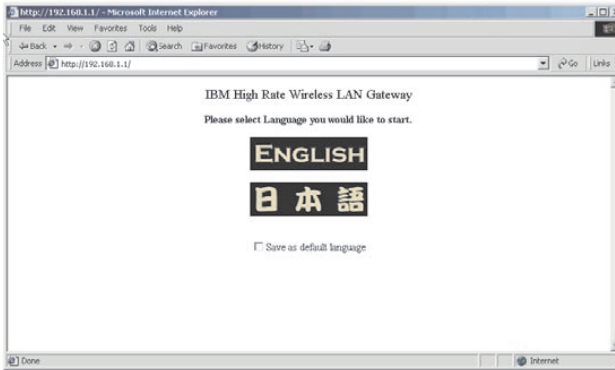 http://192.168.1.1/ - Microsoft Internet Explorer
File Edit View Favorites Tools Help
Back Search Favorites History
Address http://192.168.1.1/ Go Links
IBM High Rate Wireless LAN Gateway
Please select Language you would like to start.
ENGLISH
日本語
Save as default language
Done Internet